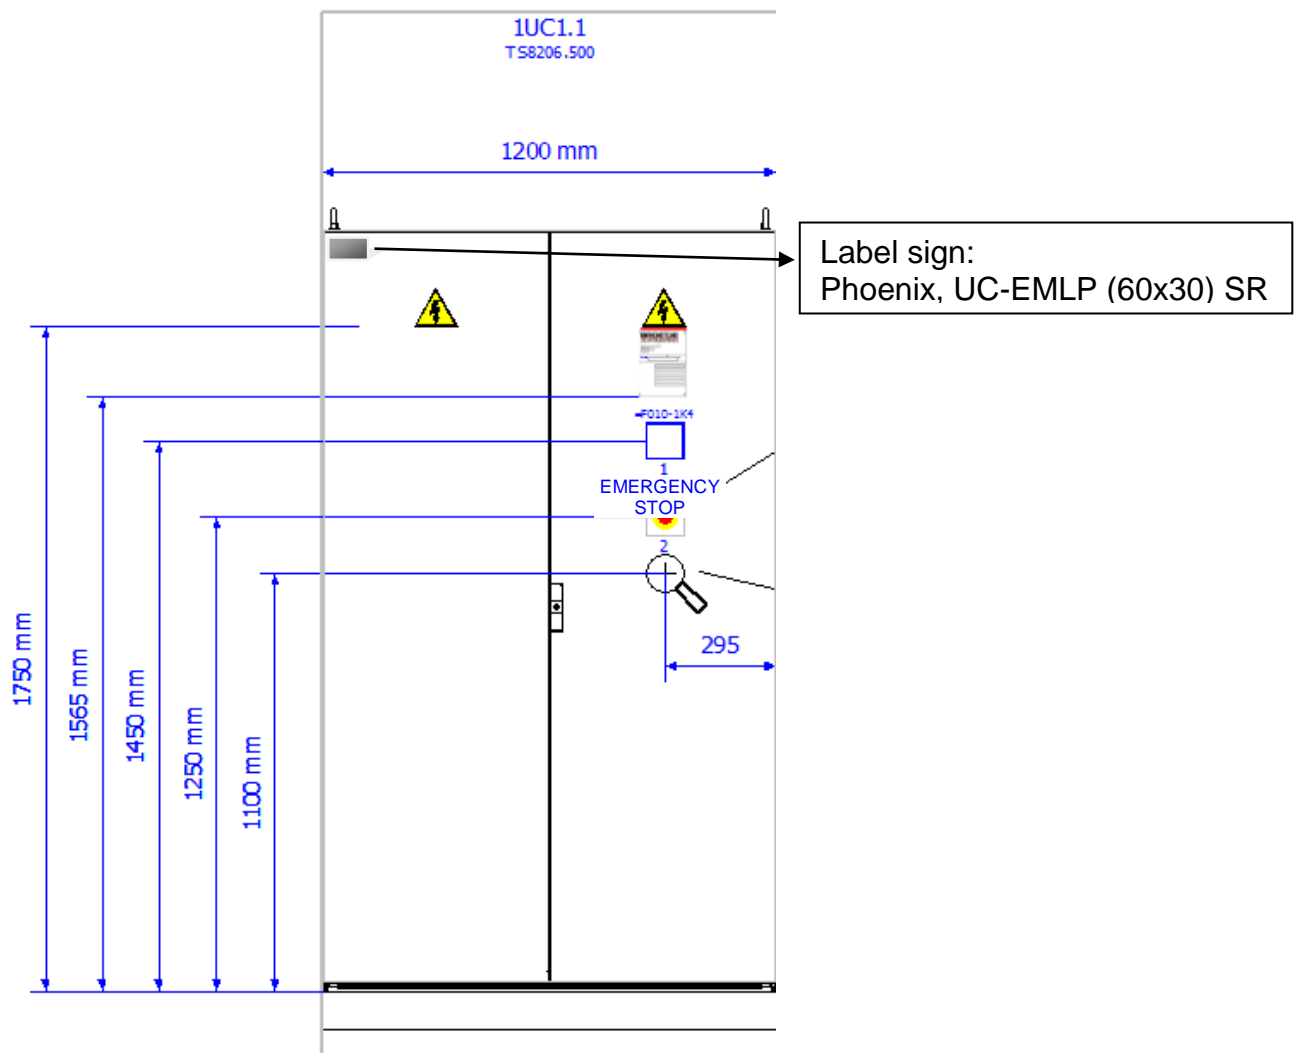 1UC1.1
TS8206.500
1200 mm
Label sign:
Phoenix, UC-EMLP (60x30) SR
-F010-1K4
1
EMERGENCY
STOP
2
295
1750 mm
1565 mm
1450 mm
1250 mm
1100 mm